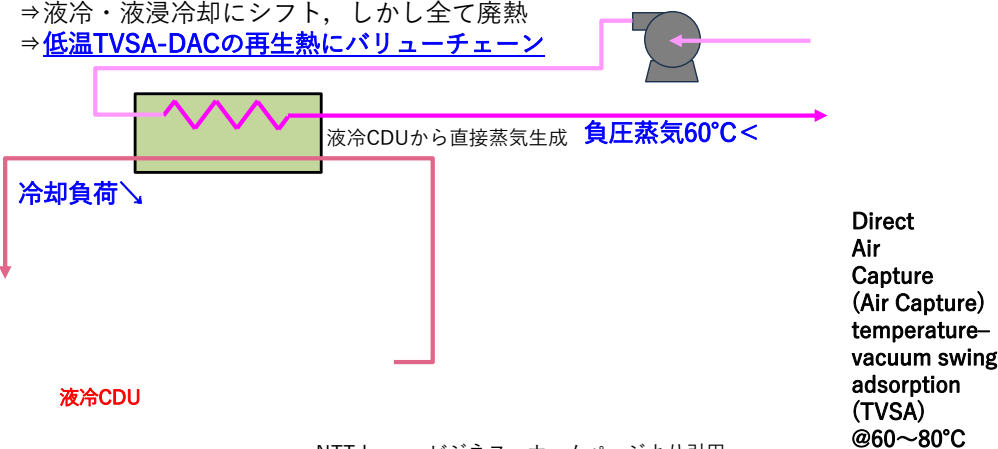 ⇒液冷・液浸冷却にシフト，しかし全て廃熱
⇒低温TVSA-DACの再生熱にバリューチェーン
液冷CDUから直接蒸気生成
負圧蒸気60℃＜
冷却負荷↘
Direct
Air
Capture
(Air Capture)
temperature–
vacuum swing
adsorption
(TVSA)
@60～80℃
液冷CDU